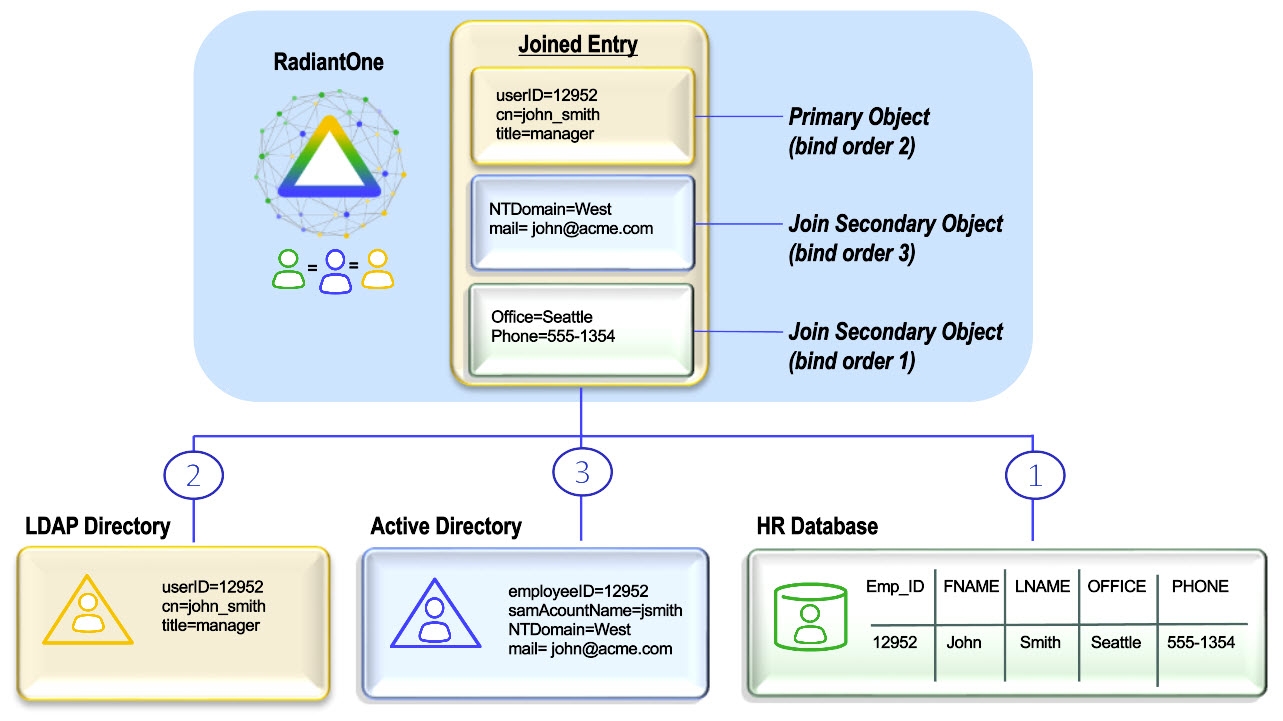 RadiantOne
Joined Entry
userID=12952
cn=john_smith
title=manager
Primary Object
(bind order 2)
NTDomain=West
mail= john@acme.com
Join Secondary Object
(bind order 3)
= =
Office=Seattle
Phone=555-1354
Join Secondary Object
(bind order 1)
2
3
1
LDAP Directory
userID=12952
cn=john_smith
title=manager
Active Directory
employeeID=12952
samAcountName=jsmith
NTDomain=West
mail= john@acme.com
HR Database
Emp_ID FNAME LNAME OFFICE PHONE
12952 John Smith Seattle 555-1354